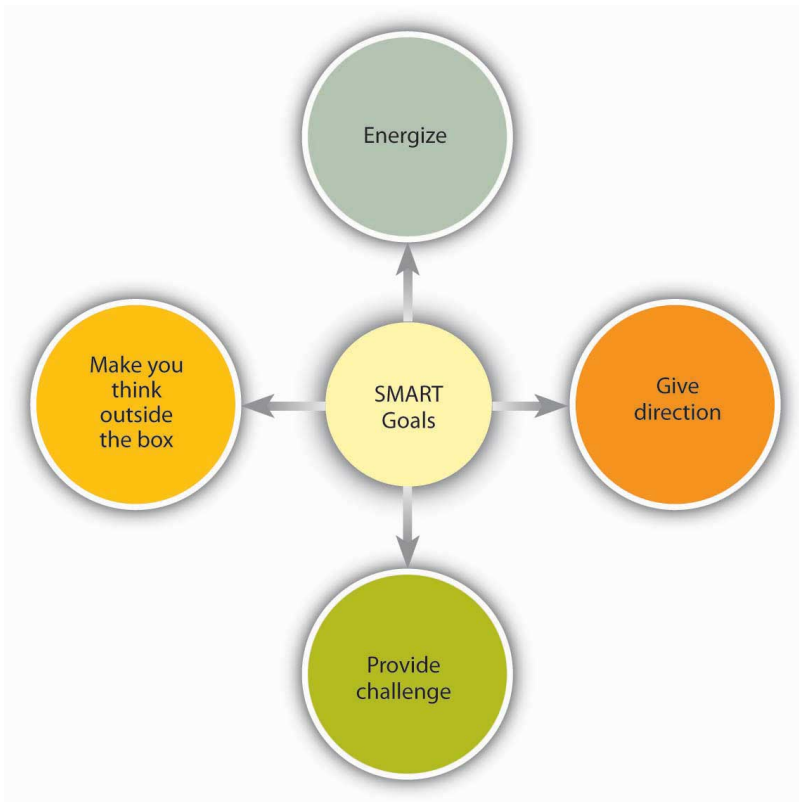 Energize
Make you
think
outside
the box
SMART
Goals
Give
direction
Provide
challenge